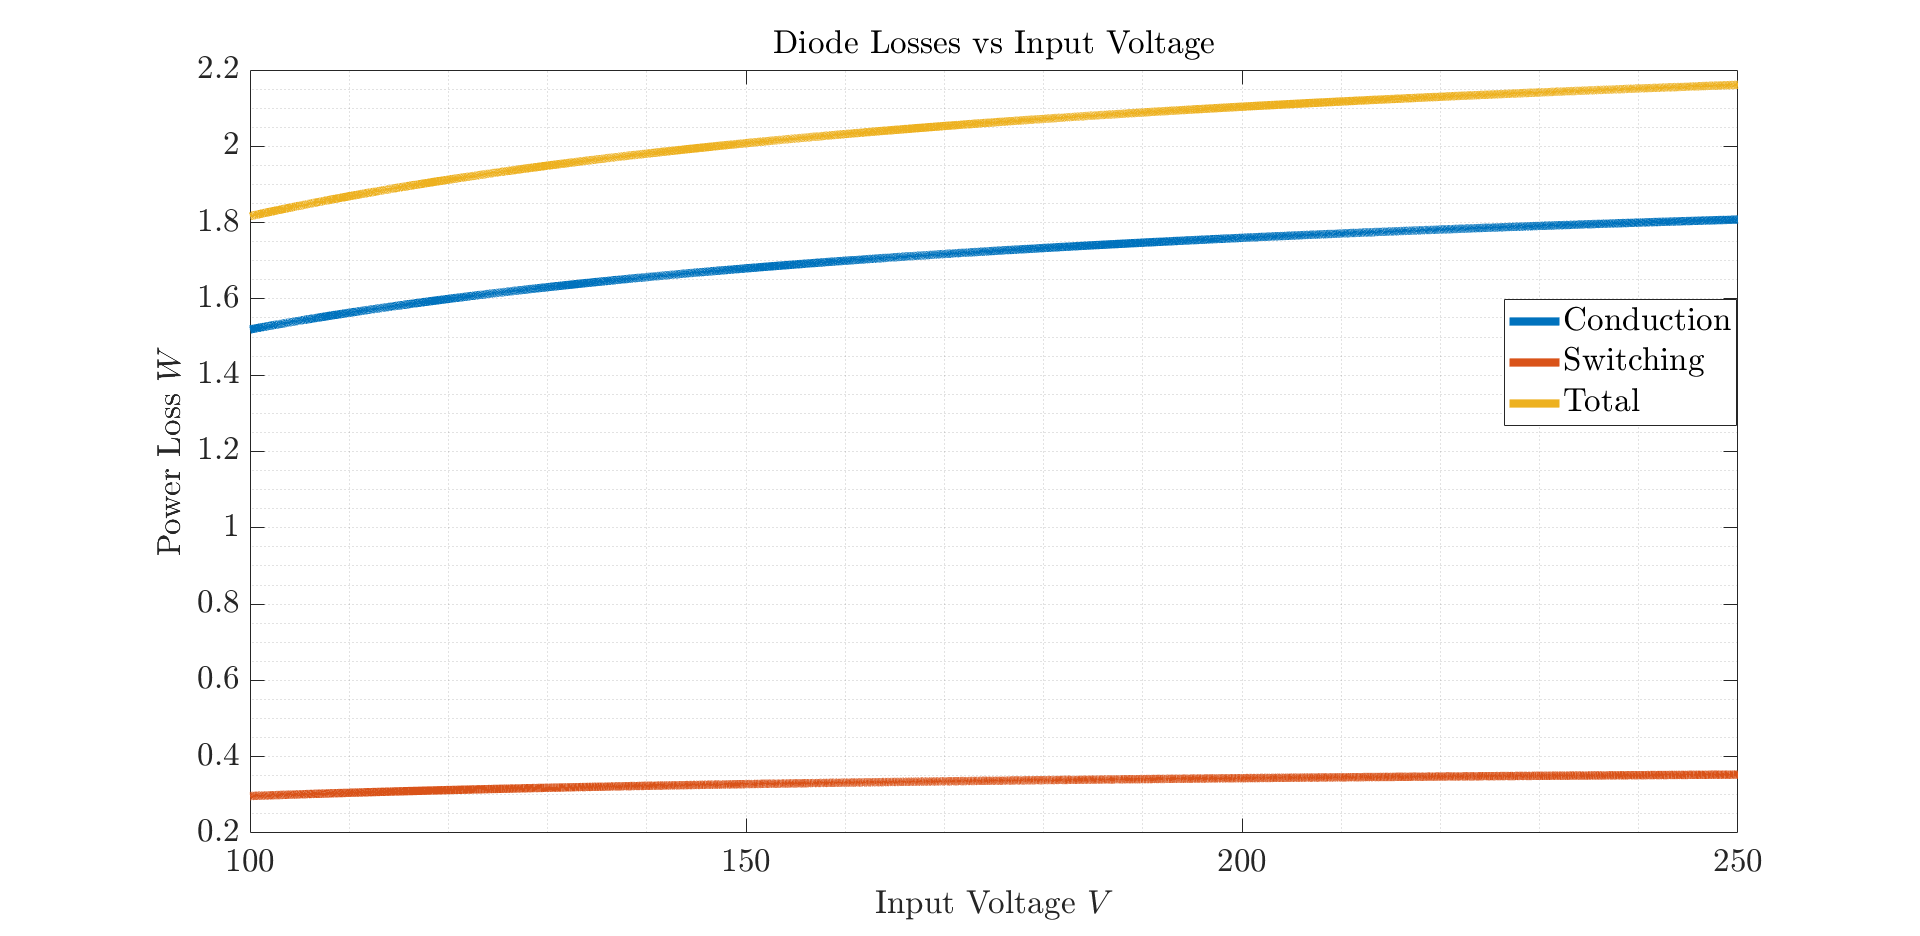 Diode Losses vs Input Voltage
2.2
2
1.8
1.6
1.4
1.2
1
0.8
0.6
0.4
0.2
Power Loss W
Conduction
Switching
Total
100
150
200
250
Input Voltage V